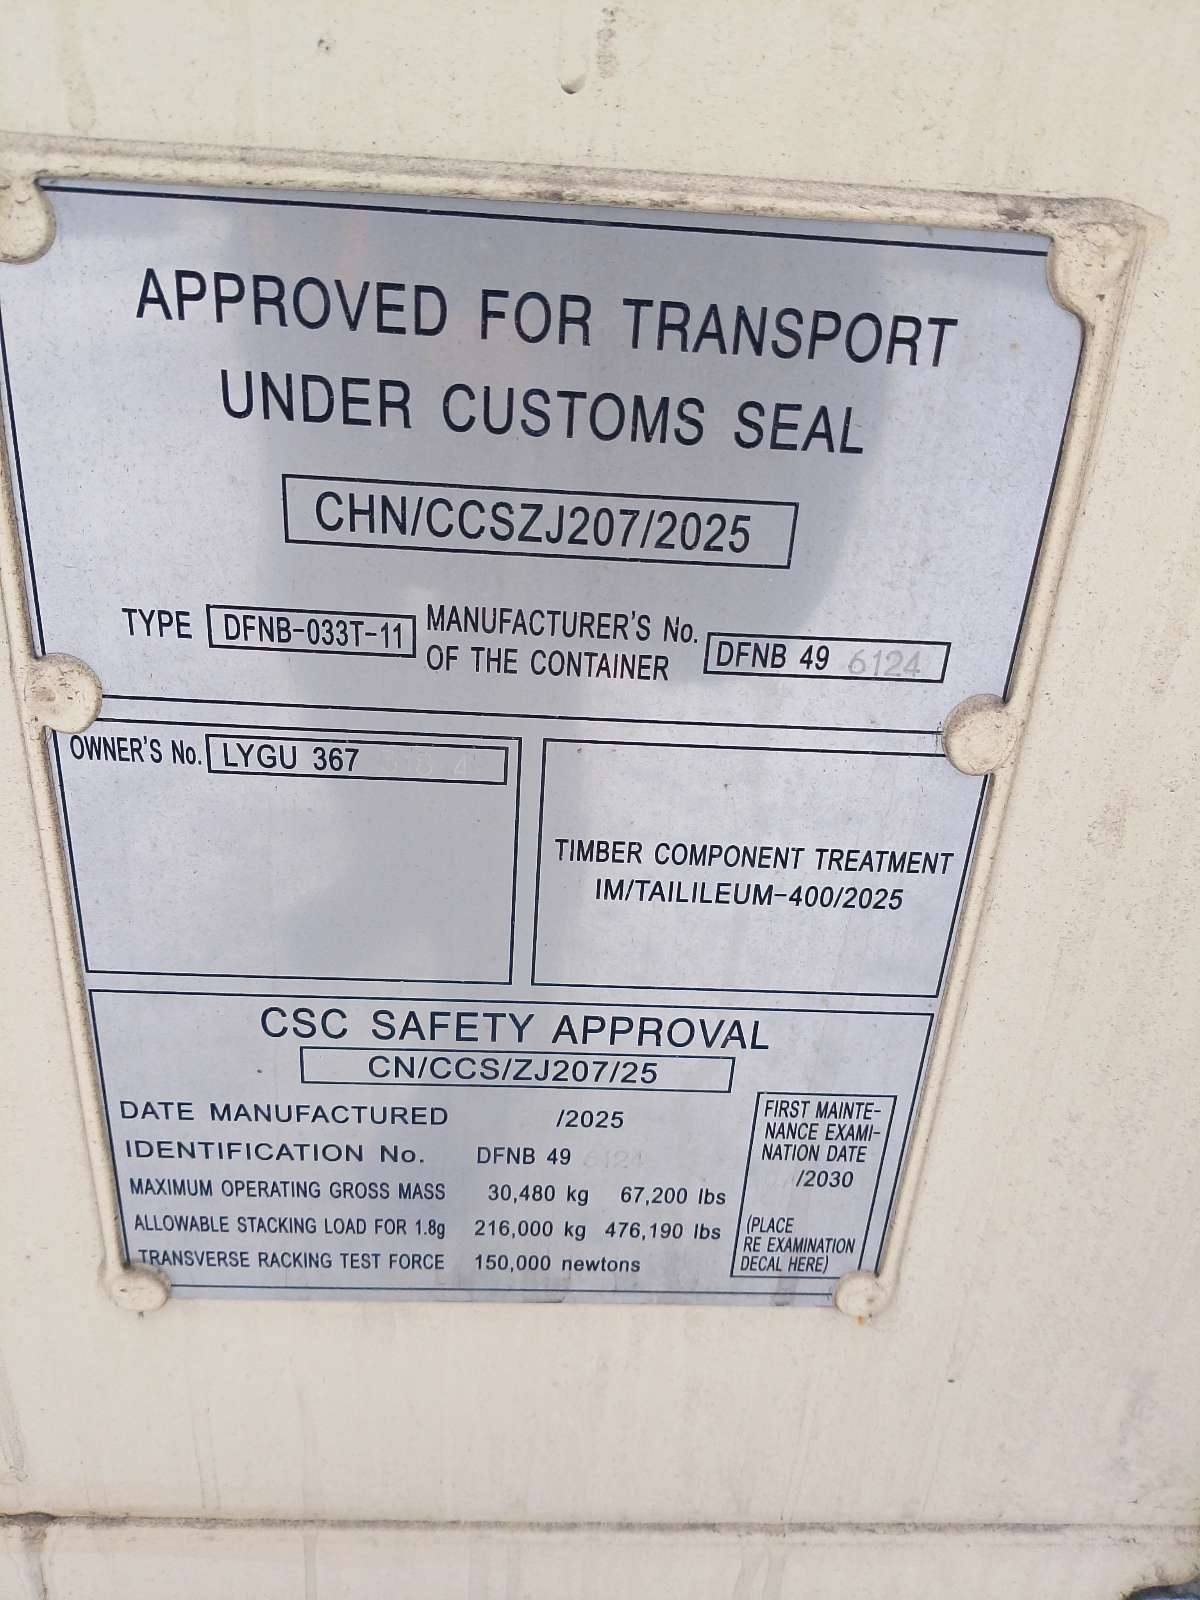 APPROVED FOR TRANSPORT
UNDER CUSTOMS SEAL
CHN/CCSZJ207/2025
TYPE DFNB-033T-11 MANUFACTURER'S No. OF THE CONTAINER DFNB 49 6124
OWNER'S No. LYGU 367
TIMBER COMPONENT TREATMENT
IM/TAILILEUM-400/2025
CSC SAFETY APPROVAL
CN/CCS/ZJ207/25
DATE MANUFACTURED /2025
IDENTIFICATION No. DFNB 49 6124
MAXIMUM OPERATING GROSS MASS 30,480 kg 67,200 lbs
ALLOWABLE STACKING LOAD FOR 1.8g 216,000 kg 476,190 lbs
TRANSVERSE RACKING TEST FORCE 150,000 newtons
FIRST MAINTE-
NANCE EXAMI-
NATION DATE
/2030
(PLACE
RE EXAMINATION
DECAL HERE)